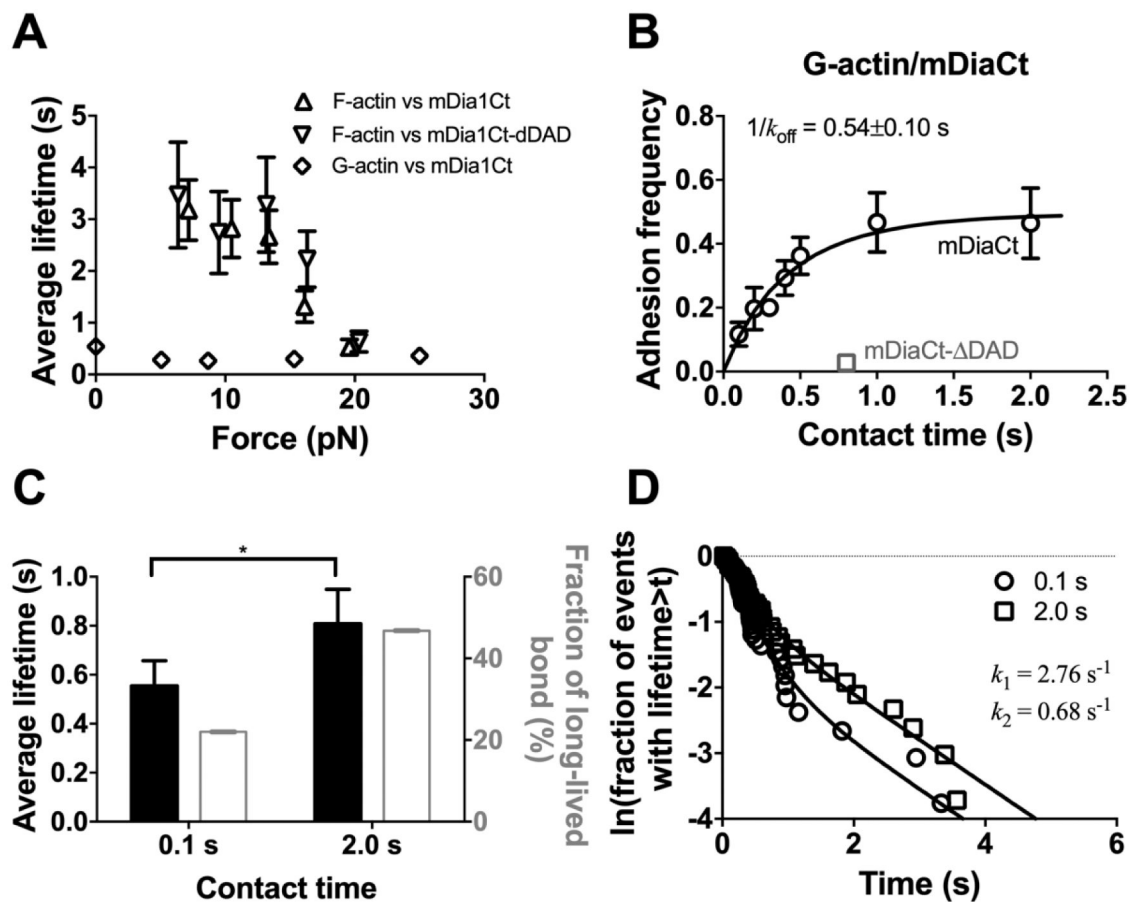 A
Average lifetime (s)
5
4
3
2
1
0
0
10
20
30
Force (pN)
F-actin vs mDia1Ct
F-actin vs mDia1Ct-dDAD
G-actin vs mDia1Ct
B
G-actin/mDiaCt
Adhesion frequency
0.8
0.6
0.4
0.2
0.0
0.0
0.5
1.0
1.5
2.0
2.5
Contact time (s)
1/koff = 0.54±0.10 s
mDiaCt
mDiaCt-ΔDAD
C
Average lifetime (s)
1.0
0.8
0.6
0.4
0.2
0.0
*
60
40
20
0
Fraction of long-lived
bond (%)
0.1 s
2.0 s
Contact time
D
ln(fraction of events
with lifetime>t)
0
-1
-2
-3
-4
0
2
4
6
Time (s)
0.1 s
2.0 s
k1 = 2.76 s-1
k2 = 0.68 s-1